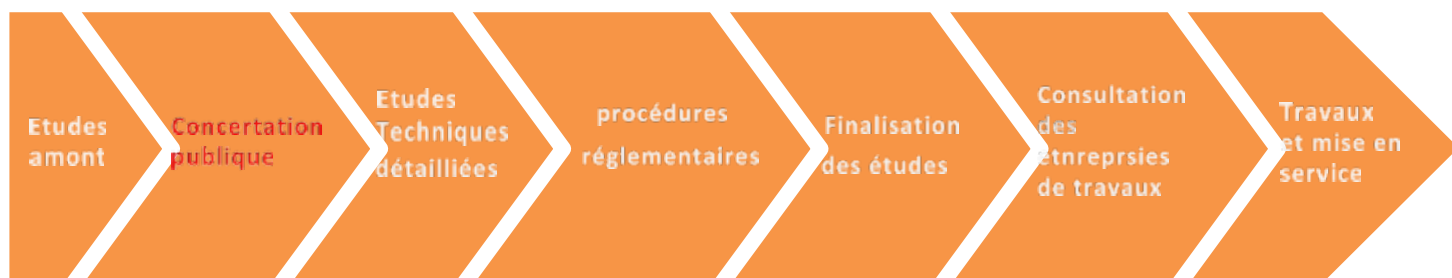 Etudes
amont
Concertation
publique
Etudes
Techniques
détailliées
procédures
réglementaires
Finalisation
des études
Consultation
des
etnreprsies
de travaux
Travaux
et mise en
service